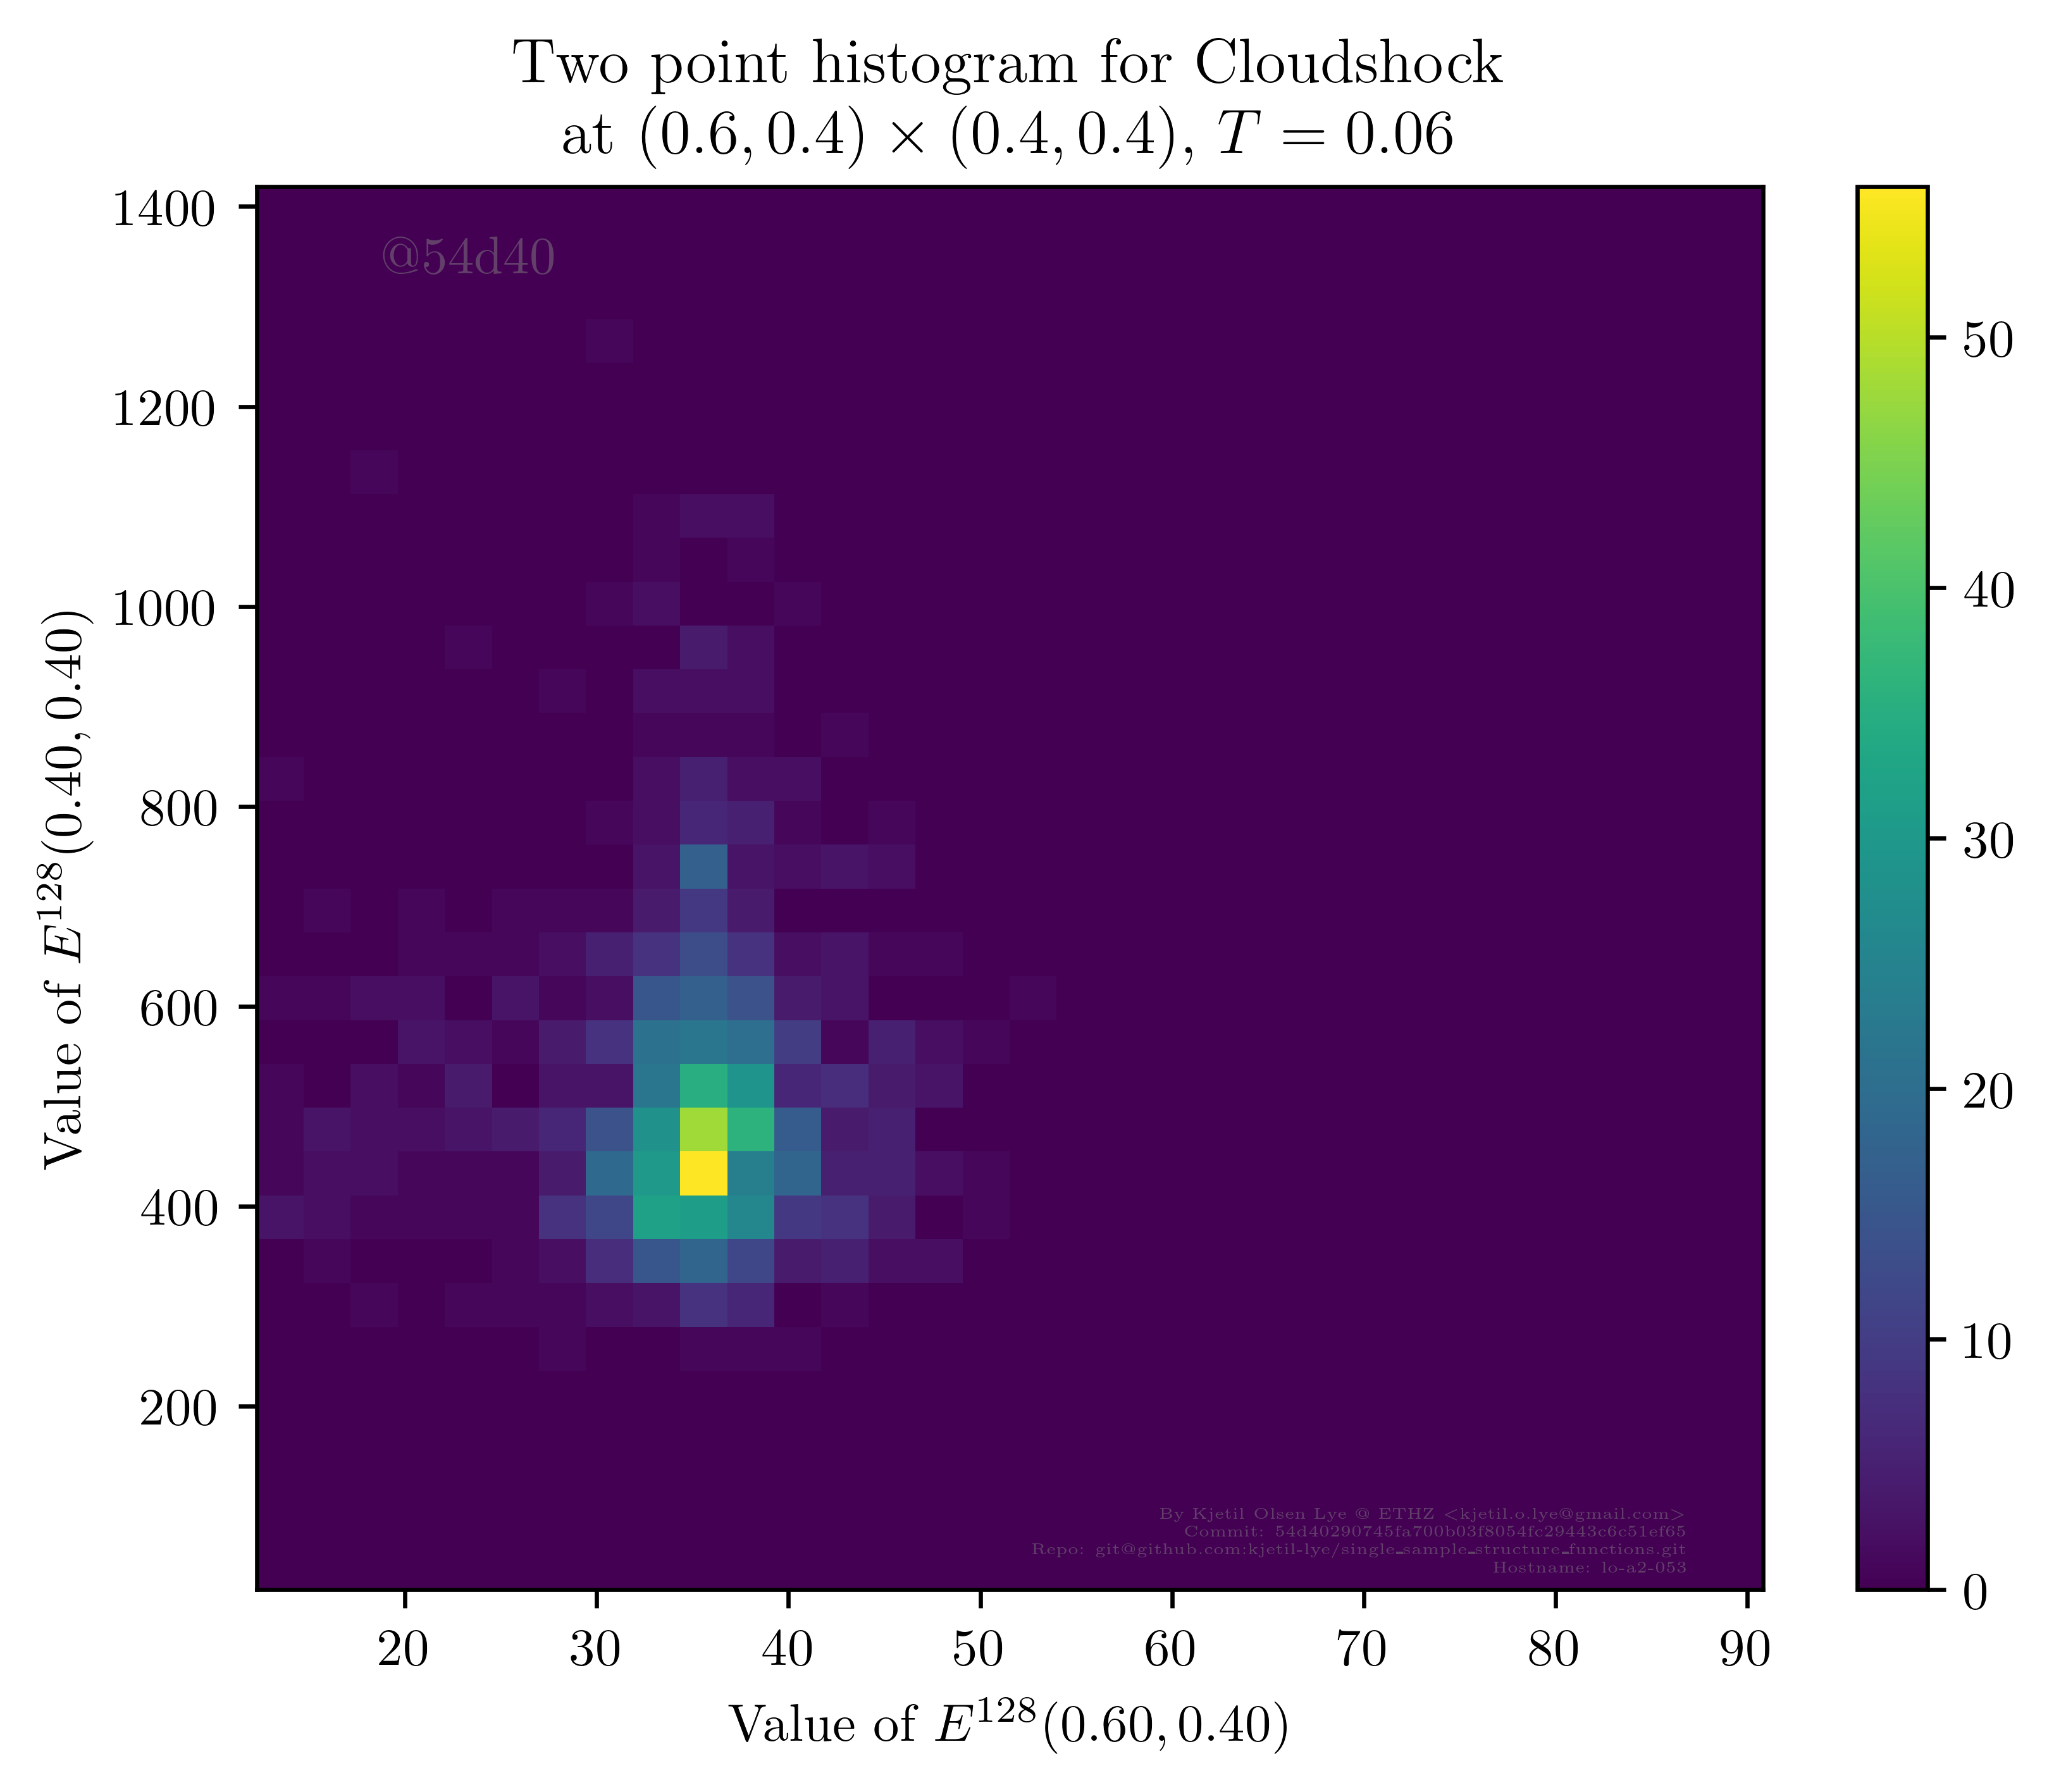 Two point histogram for Cloudshock
at (0.6, 0.4) × (0.4, 0.4), T = 0.06
@54d40
1400
1200
1000
800
600
400
200
Value of E^128(0.40, 0.40)
20 30 40 50 60 70 80 90
Value of E^128(0.60, 0.40)
50
40
30
20
10
0
By Kjetil Olsen Lye @ ETHZ <kjetil.o.lye@gmail.com>
Commit: 54d40290745fa700b03f8054fc29443c6c51ef65
Repo: git@github.com:kjetil-lye/single_sample_structure_functions.git
Hostname: lo-a2-053